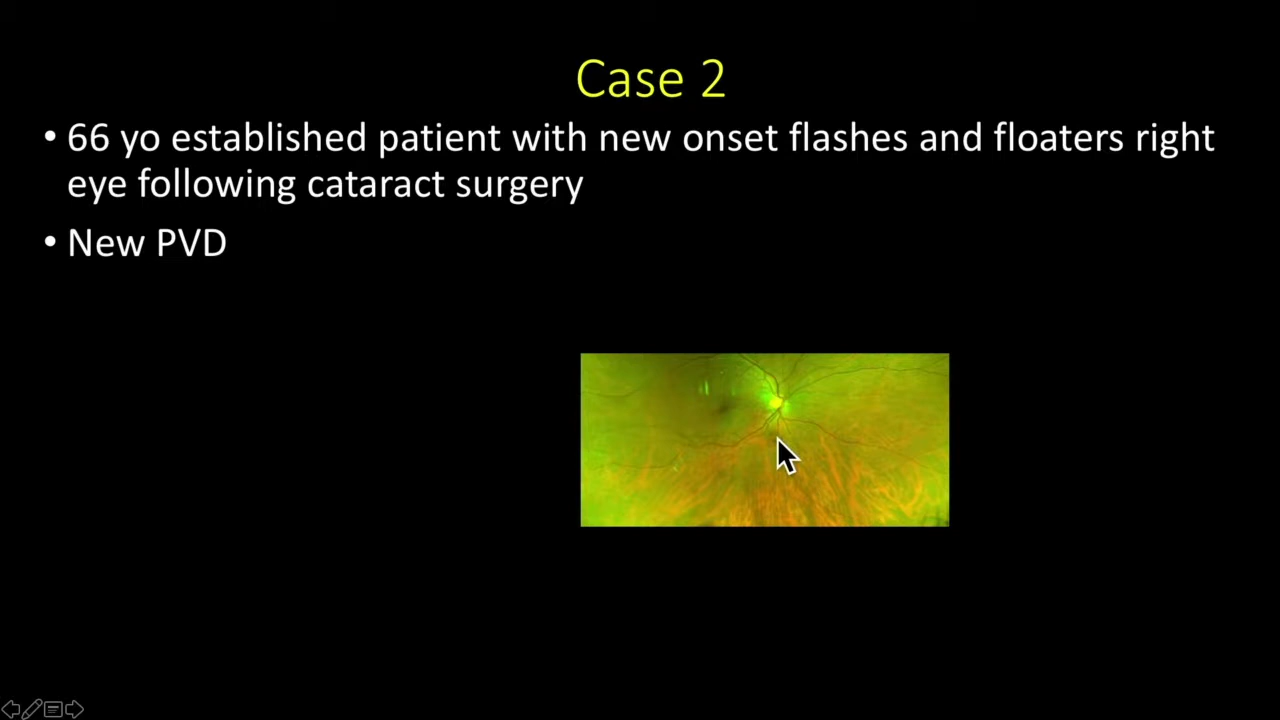 Case 2
• 66 yo established patient with new onset flashes and floaters right
eye following cataract surgery
• New PVD